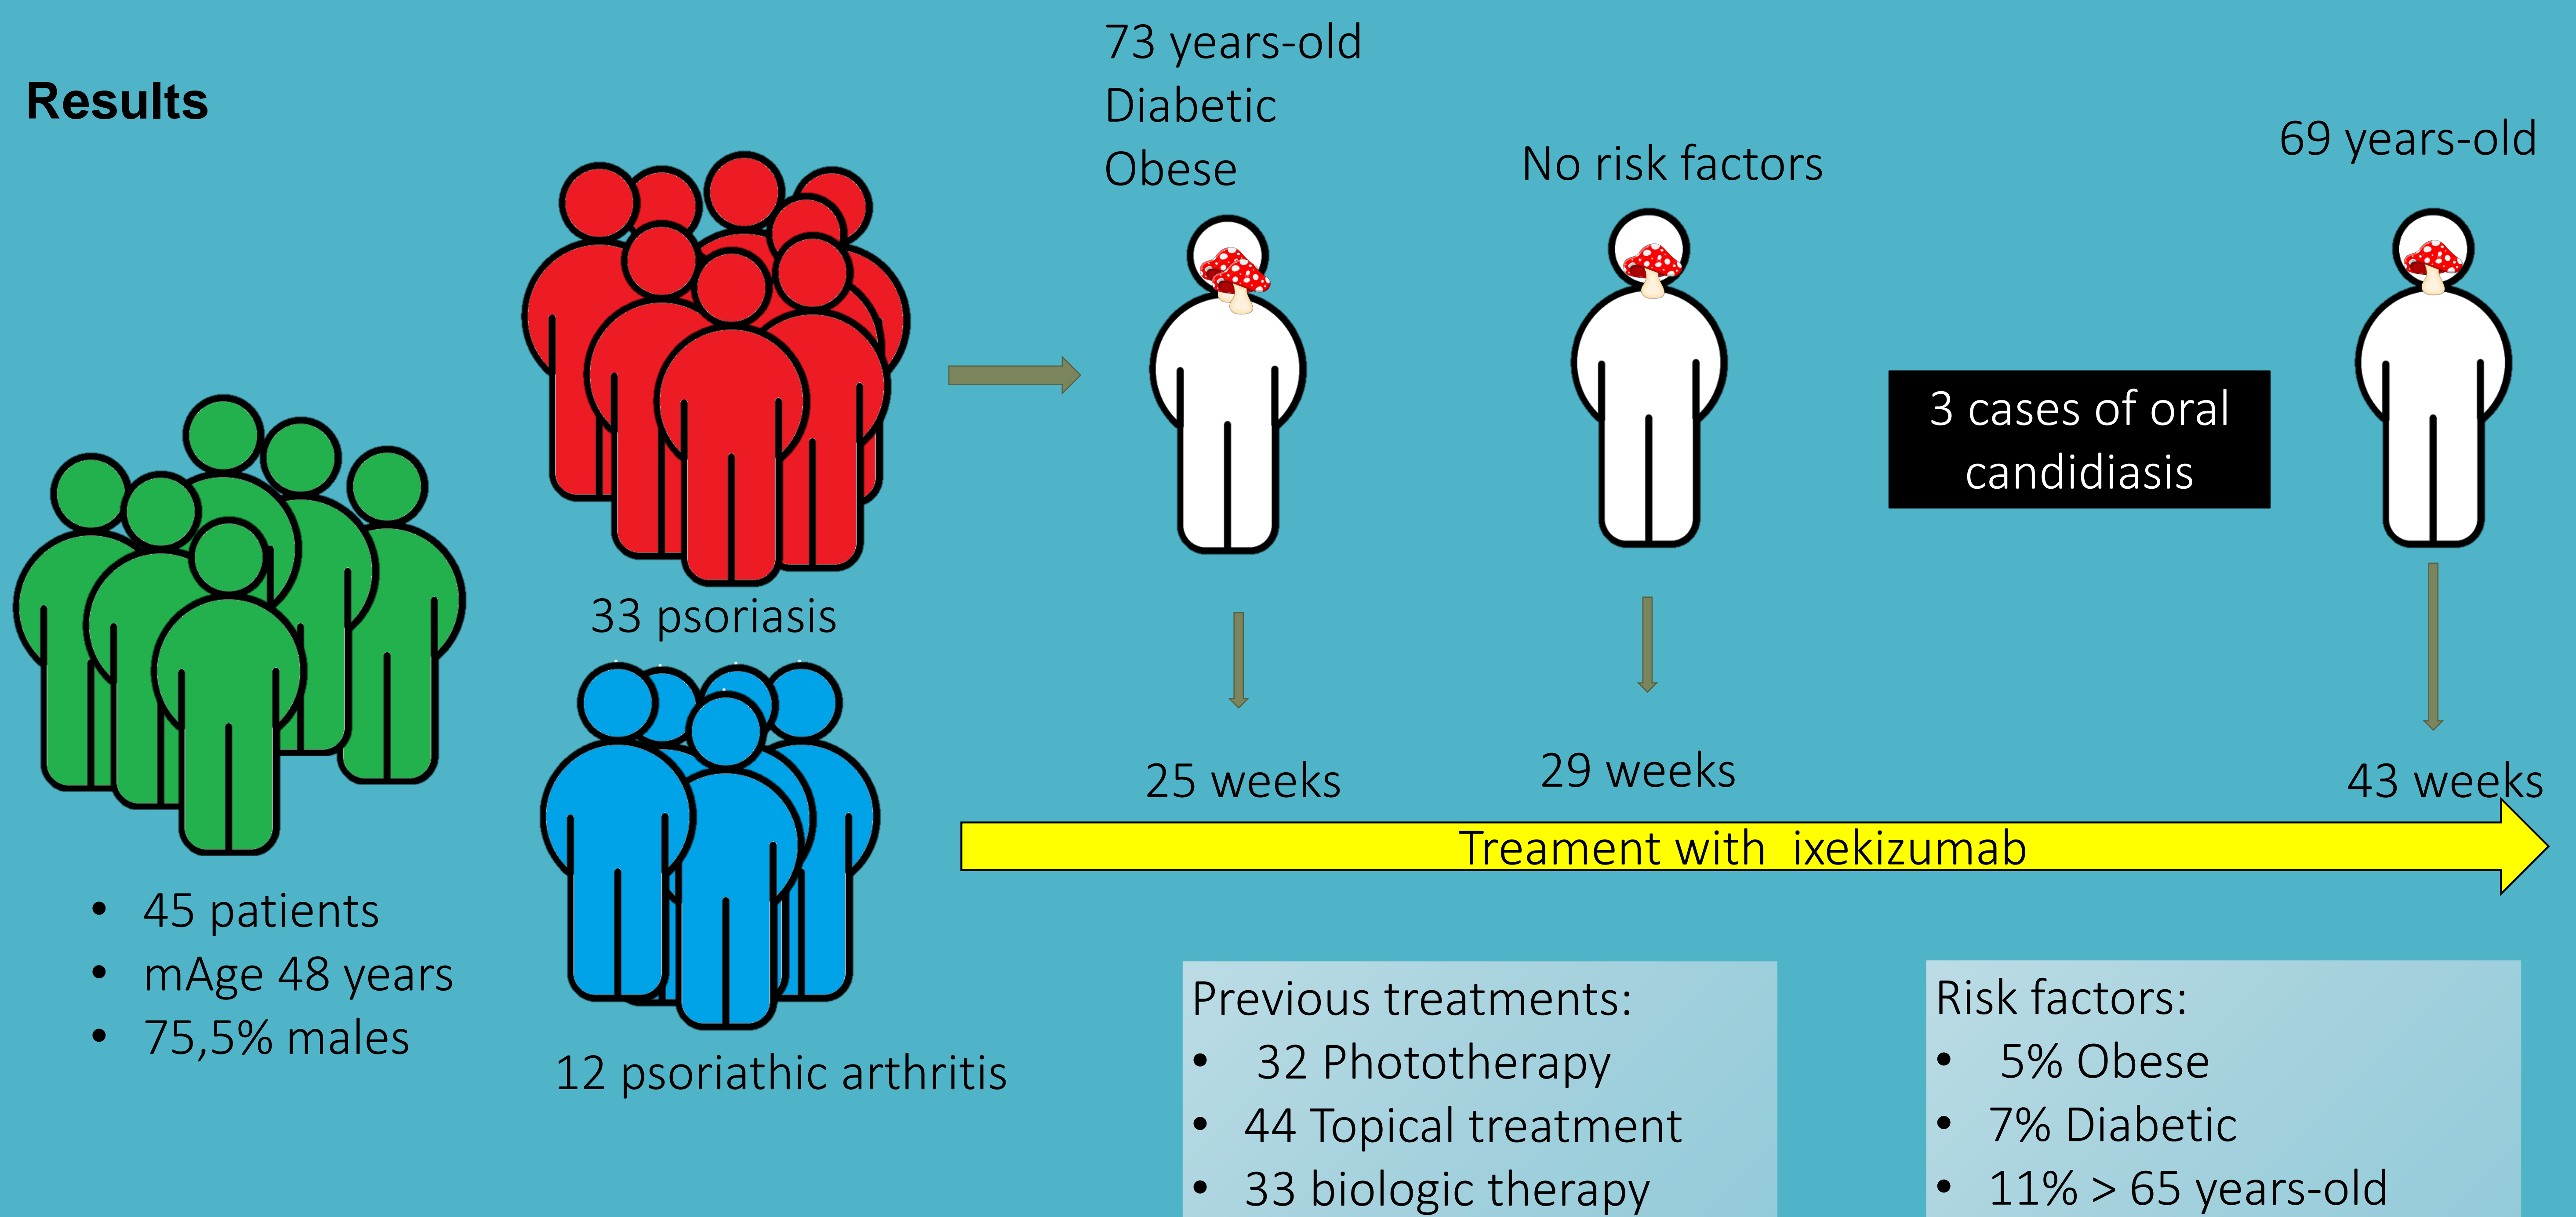 Results
• 45 patients
• mAge 48 years
• 75,5% males
33 psoriasis
12 psoriathic arthritis
73 years-old
Diabetic
Obese
No risk factors
3 cases of oral
candidiasis
69 years-old
25 weeks
29 weeks
43 weeks
Treament with  ixekizumab
Previous treatments:
• 32 Phototherapy
• 44 Topical treatment
• 33 biologic therapy
Risk factors:
• 5% Obese
• 7% Diabetic
• 11% > 65 years-old